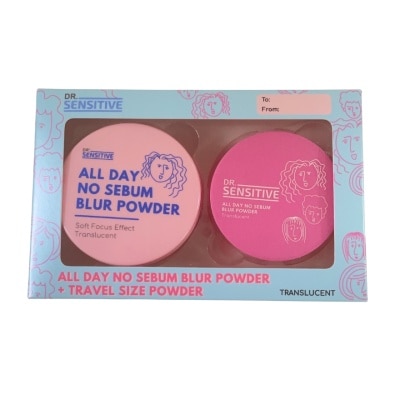 DR.
SENSITIVE
To:
From:
DR.
SENSITIVE
ALL DAY
NO SEBUM
BLUR POWDER
Soft Focus Effect
Translucent
DR.
SENSITIVE
ALL DAY NO SEBUM
BLUR POWDER
Translucent
ALL DAY NO SEBUM BLUR POWDER
+ TRAVEL SIZE POWDER
TRANSLUCENT